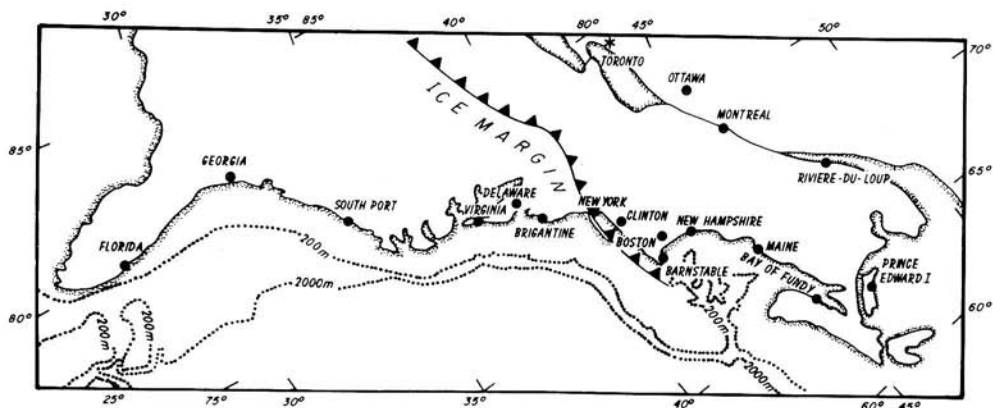 30° 35° 85° 40° 80° 45° 50° 70°
TORONTO
OTTAWA
MONTREAL
RIVIERE-DU-LOUP
ICE MARGIN
85°
65°
GEORGIA
SOUTH PORT
DELAWARE
VIRGINIA
BRIGANTINE
NEW YORK
CLINTON
NEW HAMPSHIRE
BOSTON
MAINE
BARNSTABLE
BAY OF FUNDY
PRINCE
EDWARD I
FLORIDA
200m
2000m
80°
60°
200m
200m
200m
2000m
25° 75° 30° 35° 40° 60° 45°